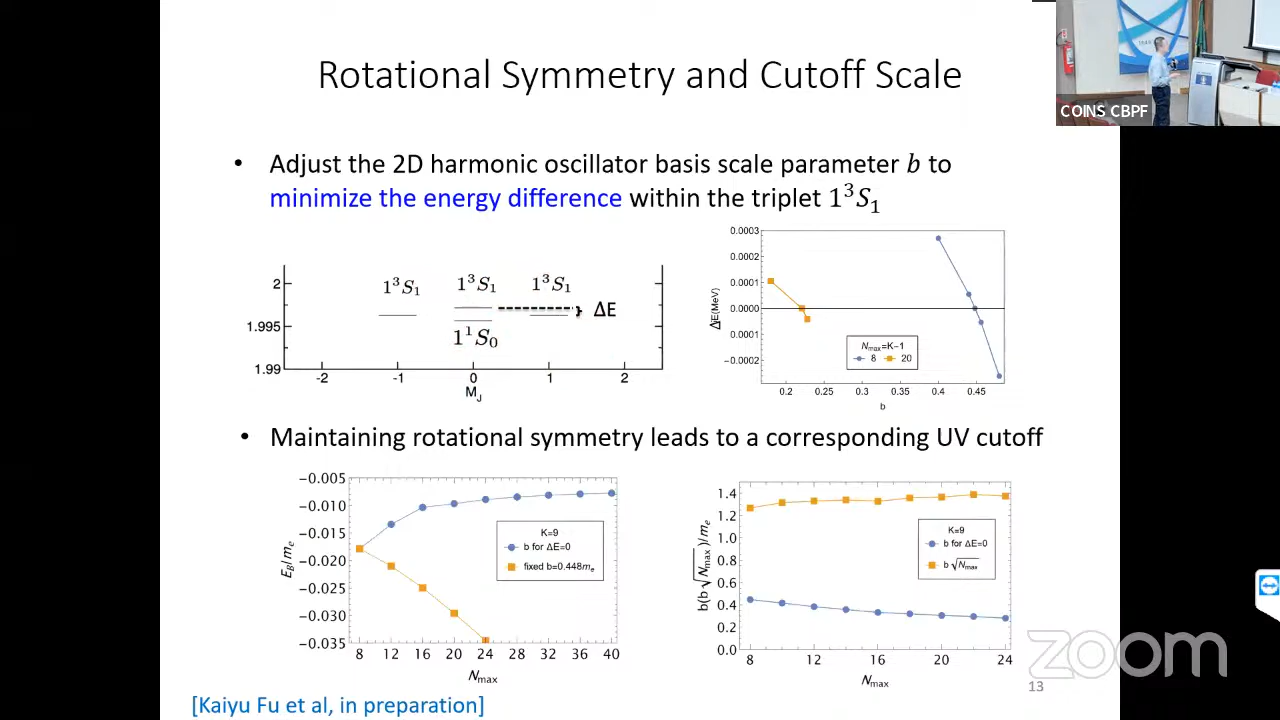 Rotational Symmetry and Cutoff Scale
COINS CBPF
• Adjust the 2D harmonic oscillator basis scale parameter b to
minimize the energy difference within the triplet 1³S₁
2
1.995
1.99
1³S₁ 1³S₁ 1³S₁
ΔE
1¹S₀
-2 -1 0 1 2
M_J
0.0003
0.0002
0.0001
0.0000
0.0001
-0.0002
ΔE(MeV)
N_max=K-1
8 20
0.2 0.25 0.3 0.35 0.4 0.45
b
• Maintaining rotational symmetry leads to a corresponding UV cutoff
-0.005
-0.010
-0.015
-0.020
-0.025
-0.030
-0.035
E_B/m_e
K=9
b for ΔE=0
fixed b=0.448m_e
8 12 16 20 24 28 32 36 40
N_max
1.4
1.2
1.0
0.8
0.6
0.4
0.2
0.0
b(b√N_max)/m_e
K=9
b for ΔE=0
b √N_max
8 12 16 20 24
N_max
zoom
13
[Kaiyu Fu et al, in preparation]